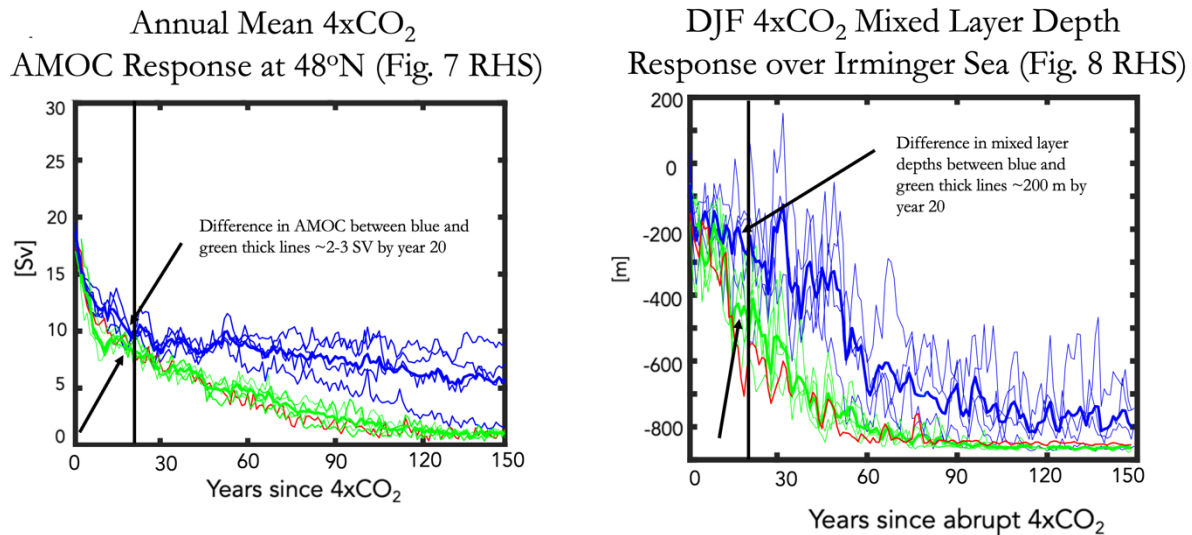 Annual Mean 4xCO₂
AMOC Response at 48°N (Fig. 7 RHS)
30
25
20
15
10
5
0
[Sv]
Difference in AMOC between blue and
green thick lines ~2-3 SV by year 20
0 30 60 90 120 150
Years since 4xCO₂
DJF 4xCO₂ Mixed Layer Depth
Response over Irminger Sea (Fig. 8 RHS)
200
0
-200
-400
-600
-800
[m]
Difference in mixed layer
depths between blue and
green thick lines ~200 m by
year 20
0 30 60 90 120 150
Years since abrupt 4xCO₂